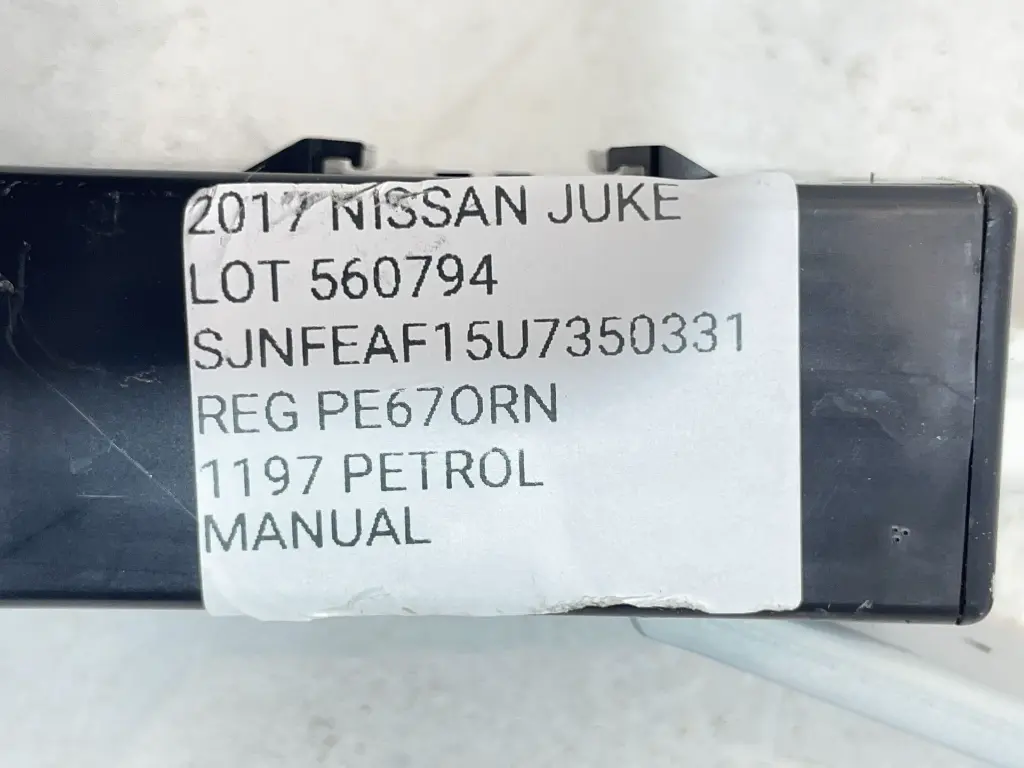 2017 NISSAN JUKE
LOT 560794
SJNFEAF15U7350331
REG PE67ORN
1197 PETROL
MANUAL